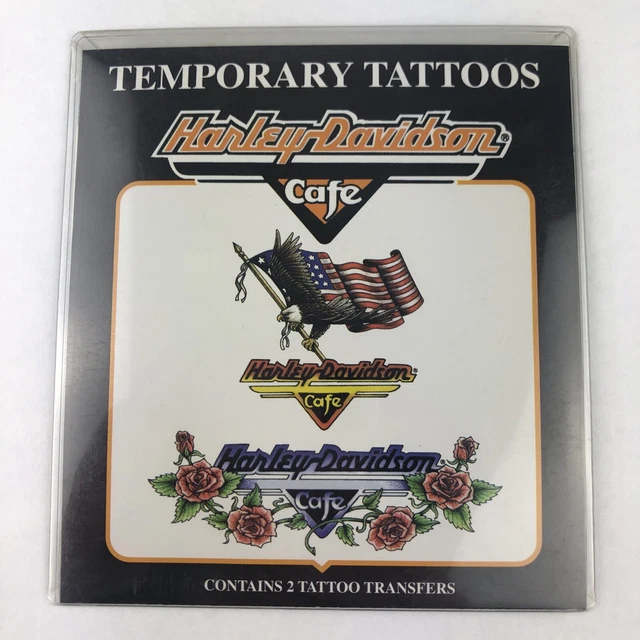 TEMPORARY TATTOOS
Harley-Davidson®
Cafe
Harley-Davidson®
Cafe
Harley-Davidson®
Cafe
CONTAINS 2 TATTOO TRANSFERS